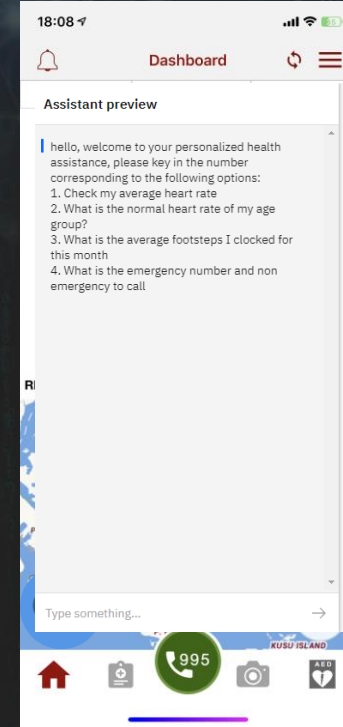 18:08
Dashboard
Assistant preview
hello, welcome to your personalized health
assistance, please key in the number
corresponding to the following options:
1. Check my average heart rate
2. What is the normal heart rate of my age
group?
3. What is the average footsteps I clocked for
this month
4. What is the emergency number and non
emergency to call
Type something...
KUSU ISLAND
995
AED